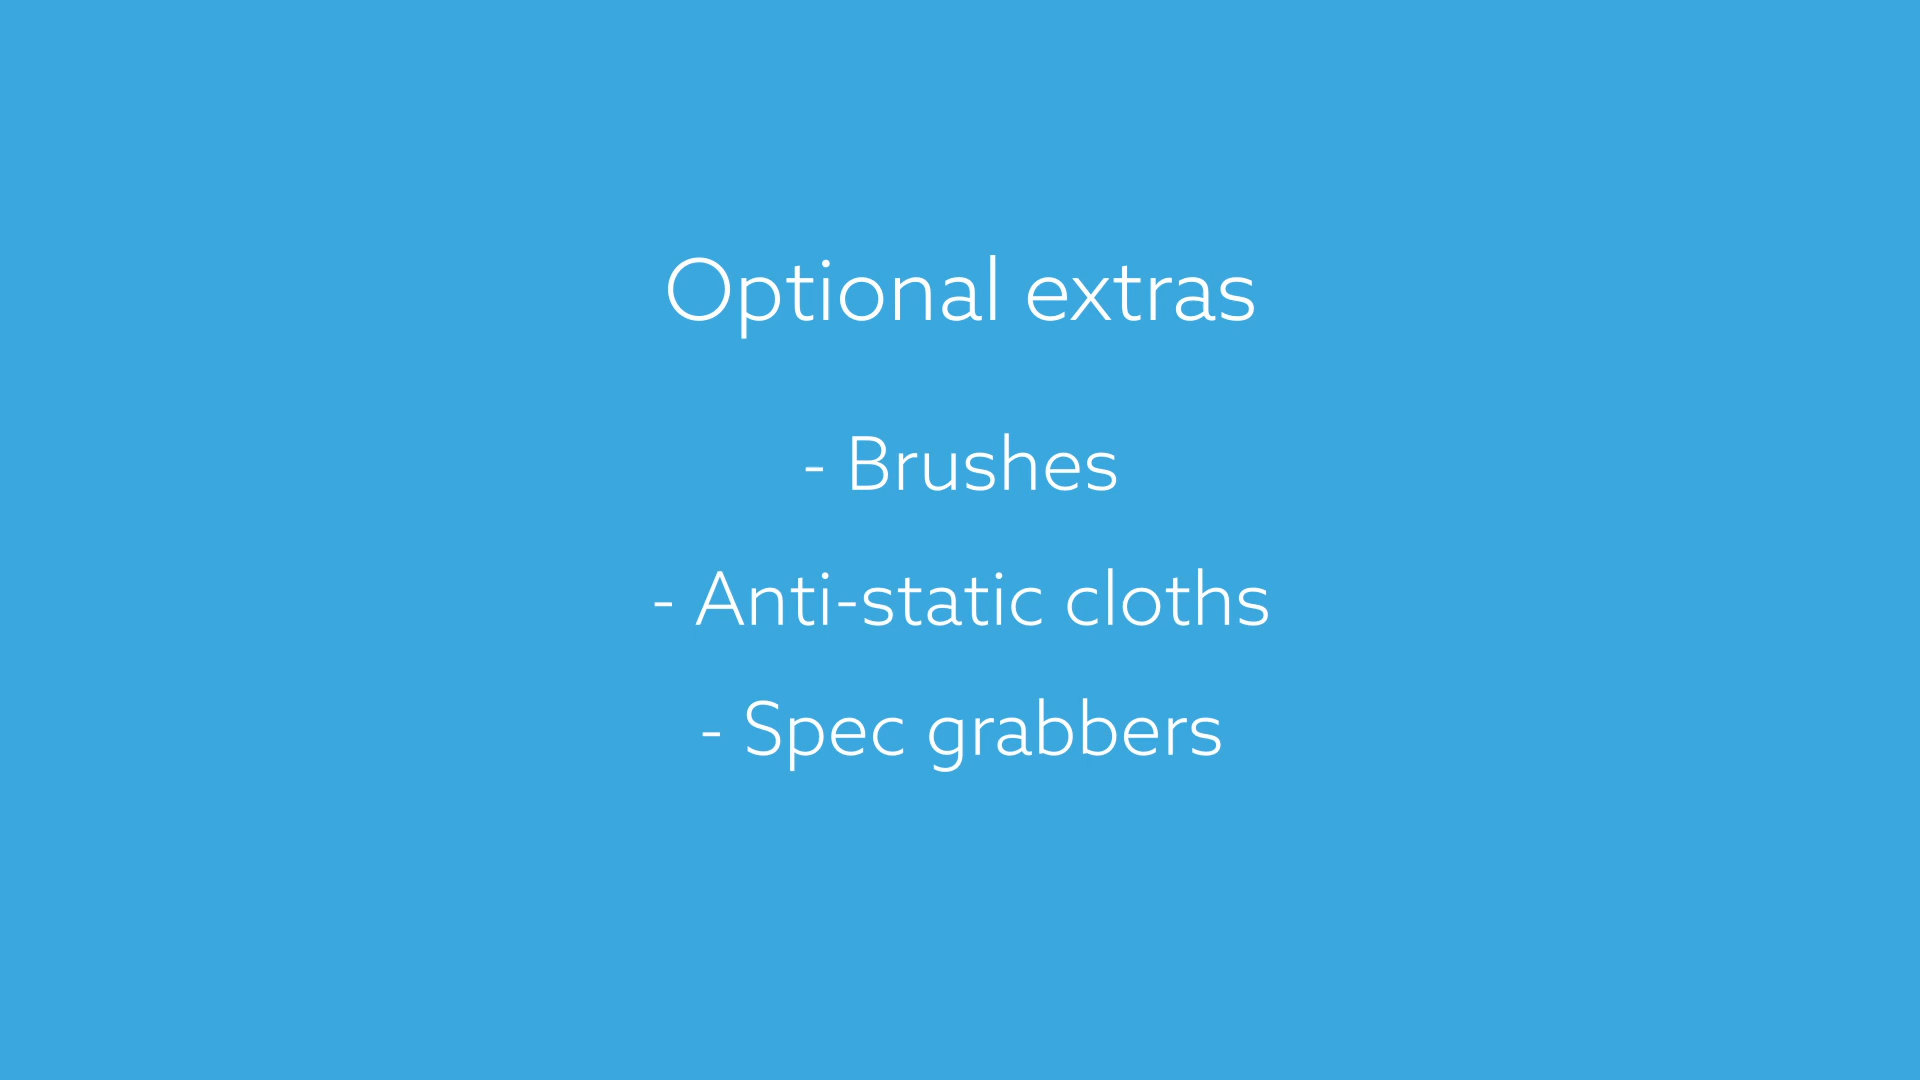 Optional extras
- Brushes
- Anti-static cloths
- Spec grabbers